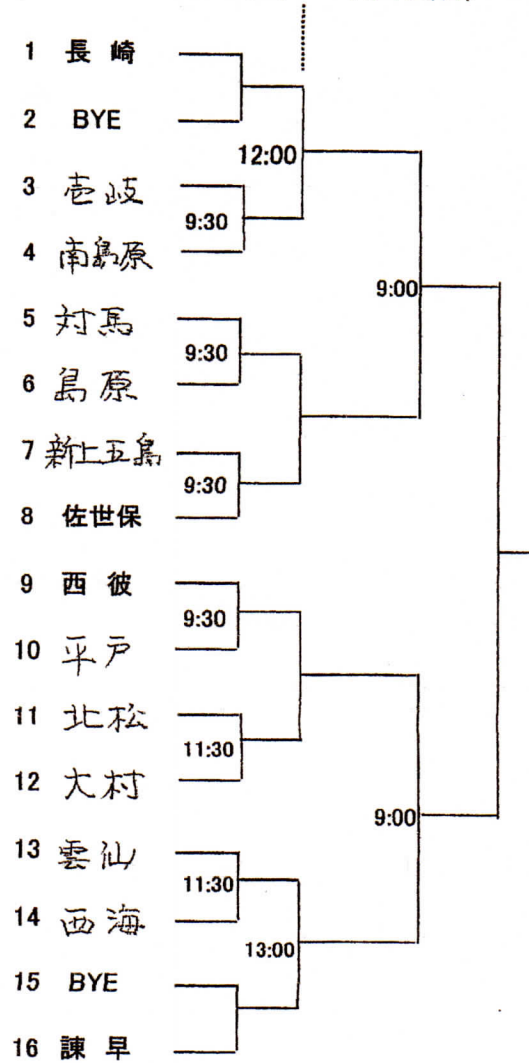 1 長崎
2 BYE
12:00
3 壱岐
9:30
4 南島原
9:00
5 対馬
9:30
6 島原
7 新上五島
9:30
8 佐世保
9 西彼
9:30
10 平戸
11 北松
11:30
12 大村
9:00
13 雲仙
11:30
14 西海
13:00
15 BYE
16 諫早